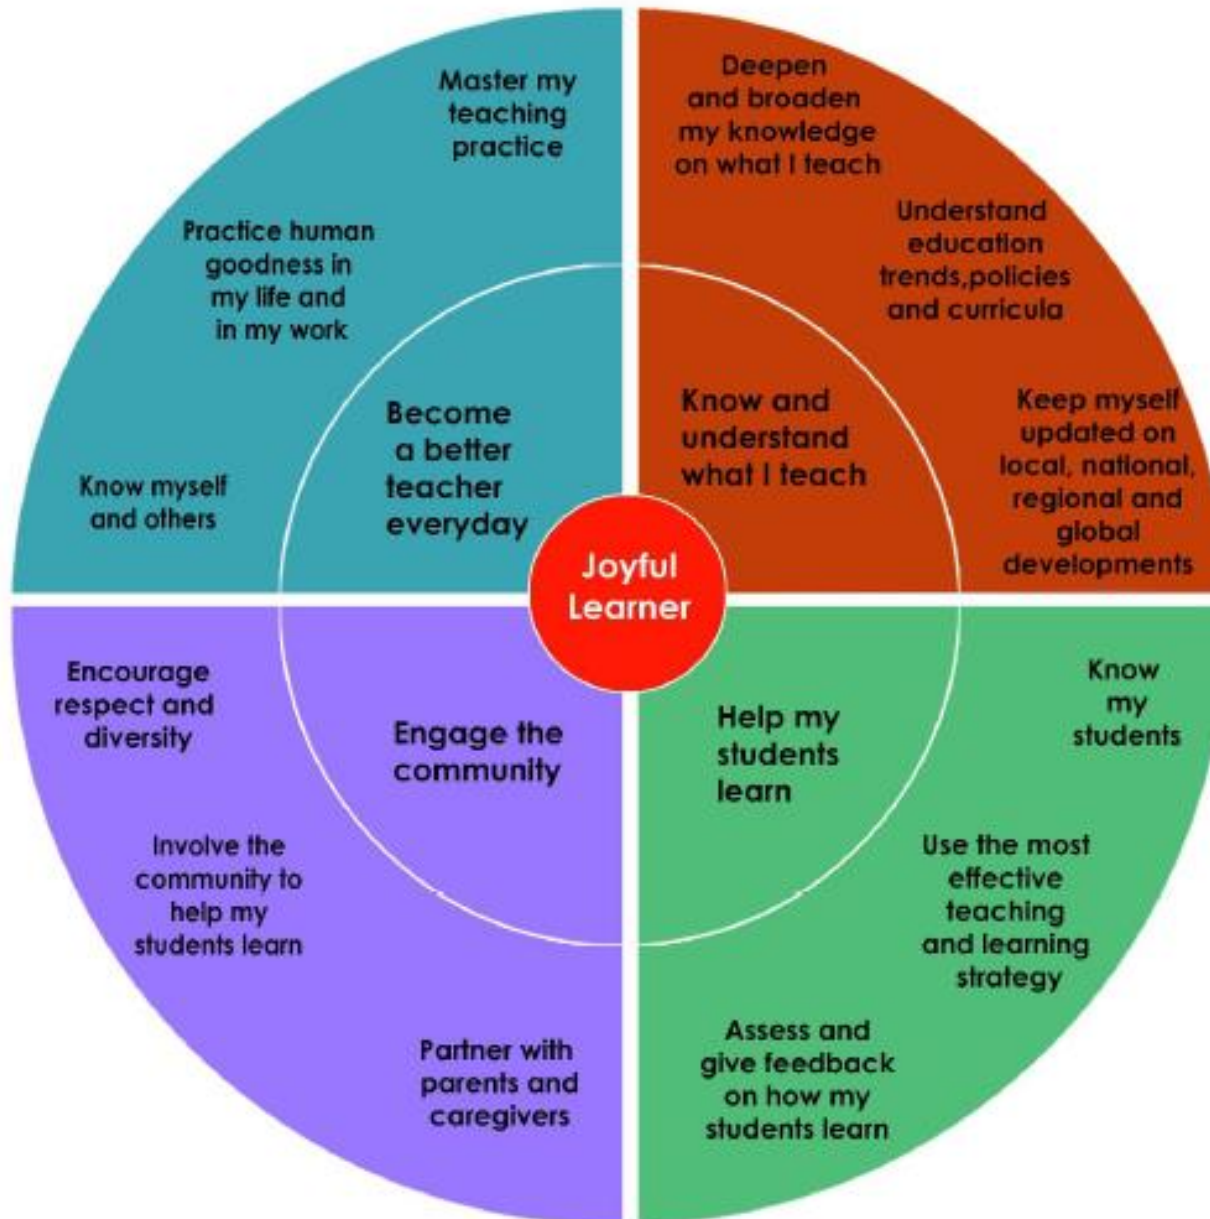 Master my
teaching
practice
Practice human
goodness in
my life and
in my work
Know myself
and others
Become
a better
teacher
everyday
Deepen
and broaden
my knowledge
on what I teach
Understand
education
trends,policies
and curricula
Keep myself
updated on
local, national,
regional and
global
developments
Know and
understand
what I teach
Joyful
Learner
Encourage
respect and
diversity
Involve the
community to
help my
students learn
Partner with
parents and
caregivers
Engage the
community
Help my
students
learn
Know
my
students
Use the most
effective
teaching
and learning
strategy
Assess and
give feedback
on how my
students learn